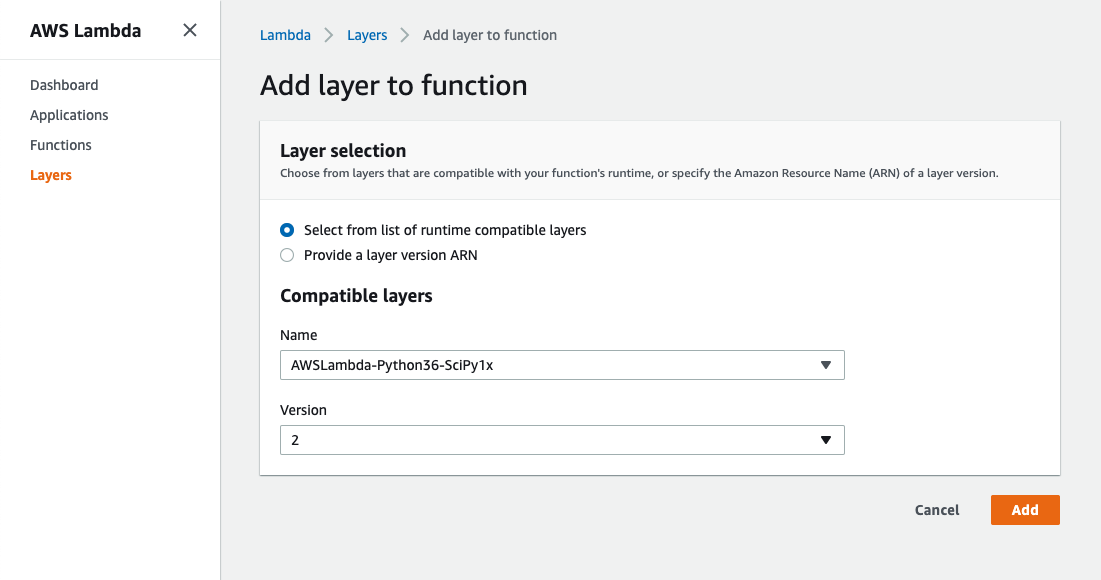 AWS Lambda
Dashboard
Applications
Functions
Layers
Lambda Layers Add layer to function
Add layer to function
Layer selection
Choose from layers that are compatible with your function's runtime, or specify the Amazon Resource Name (ARN) of a layer version.
Select from list of runtime compatible layers
Provide a layer version ARN
Compatible layers
Name
AWSLambda-Python36-SciPy1x
Version
2
Cancel Add